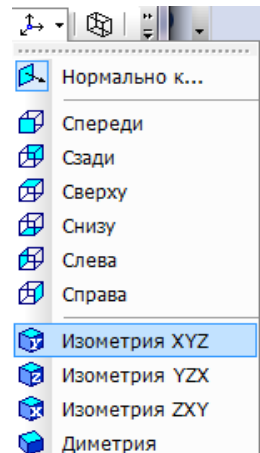 Нормально к...
Спереди
Сзади
Сверху
Снизу
Слева
Справа
Изометрия XYZ
Изометрия YZX
Изометрия ZXY
Диметрия